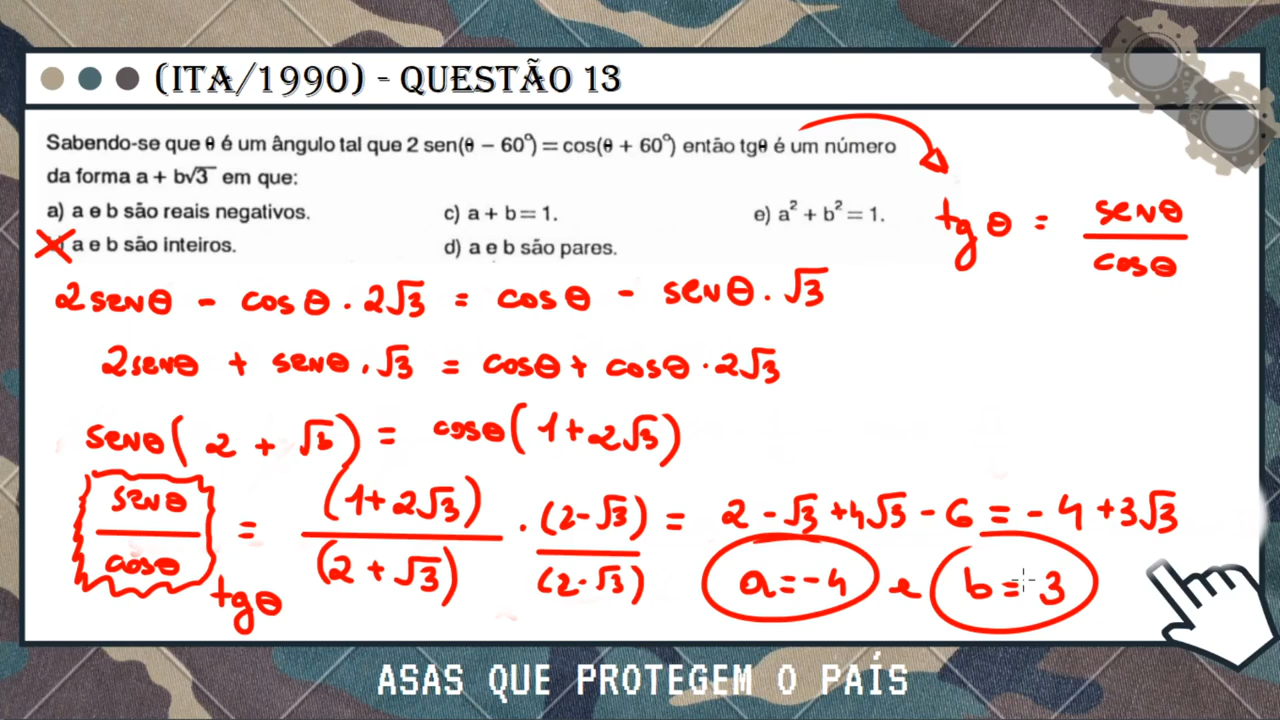 (ITA/1990) - QUESTÃO 13
Sabendo-se que θ é um ângulo tal que 2 sen(θ − 60°) = cos(θ + 60°) então tgθ é um número
da forma a + b√3 em que:
a) a e b são reais negativos.
c) a + b = 1.
e) a² + b² = 1.
) a e b são inteiros.
d) a e b são pares.
tgθ = senθ / cosθ
2senθ - cosθ . 2√3 = cosθ - senθ . √3
2senθ + senθ . √3 = cosθ + cosθ . 2√3
senθ( 2 + √3 ) = cosθ( 1+2√3 )
senθ / cosθ = (1+2√3) / (2+√3) . (2-√3) / (2-√3) = 2 - √3 + 4√3 - 6 = -4 + 3√3
tgθ
a = -4 e b = 3
ASAS QUE PROTEGEM O PAÍS